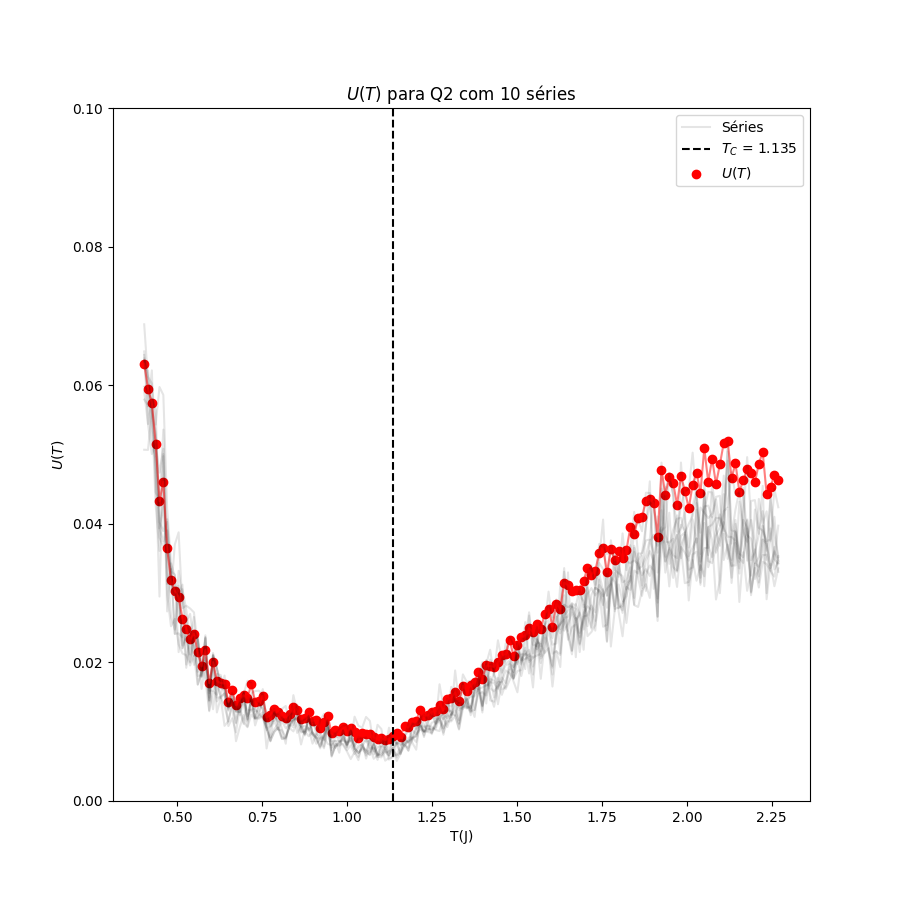 U(T) para Q2 com 10 séries
0.10
0.08
0.06
0.04
0.02
0.00
U(T)
Séries
T_C = 1.135
U(T)
0.50 0.75 1.00 1.25 1.50 1.75 2.00 2.25
T(J)